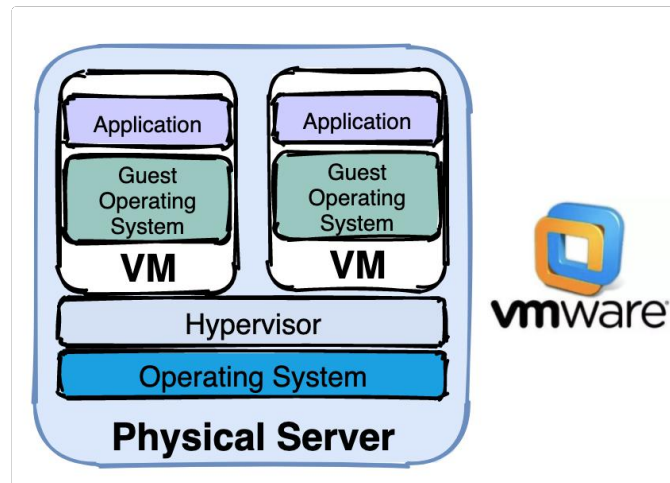 Application
Guest
Operating
System
VM
Application
Guest
Operating
System
VM
Hypervisor
Operating System
Physical Server
vmware